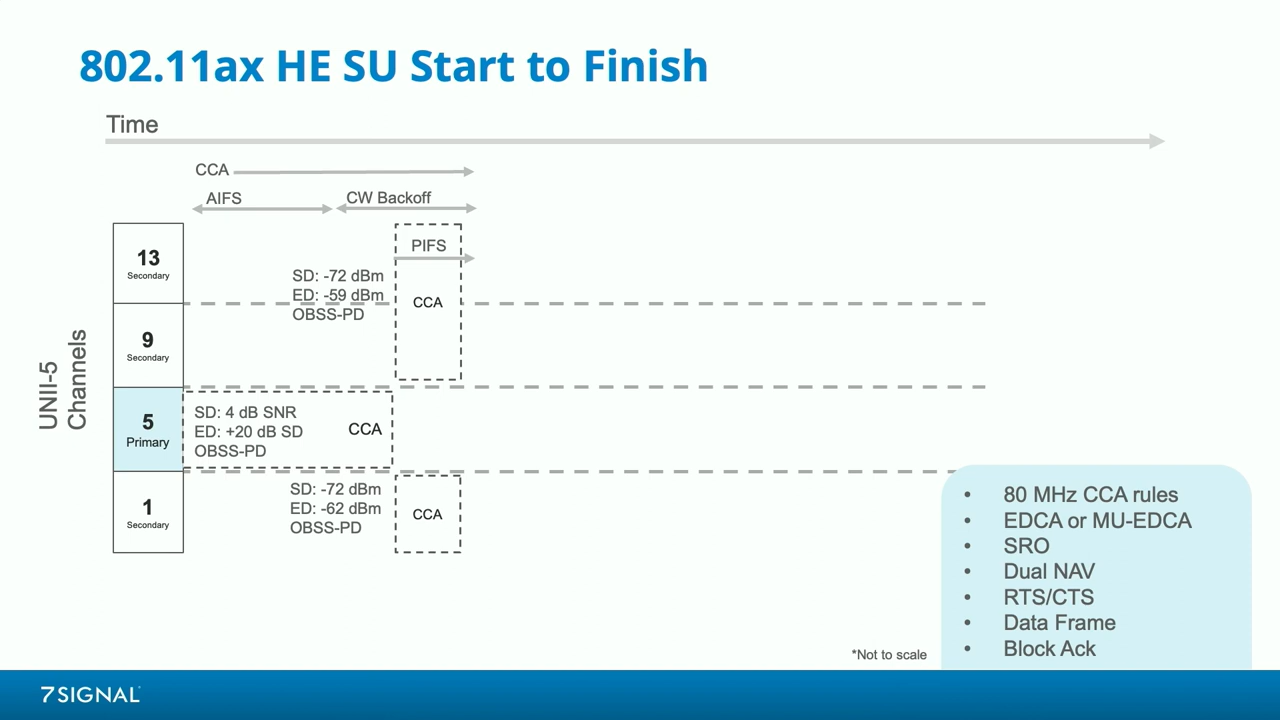 802.11ax HE SU Start to Finish
Time
CCA
AIFS
CW Backoff
PIFS
13
Secondary
SD: -72 dBm
ED: -59 dBm
OBSS-PD
CCA
9
Secondary
UNII-5
Channels
5
Primary
SD: 4 dB SNR
ED: +20 dB SD
OBSS-PD
CCA
1
Secondary
SD: -72 dBm
ED: -62 dBm
OBSS-PD
CCA
• 80 MHz CCA rules
• EDCA or MU-EDCA
• SRO
• Dual NAV
• RTS/CTS
• Data Frame
• Block Ack
*Not to scale
7SIGNAL